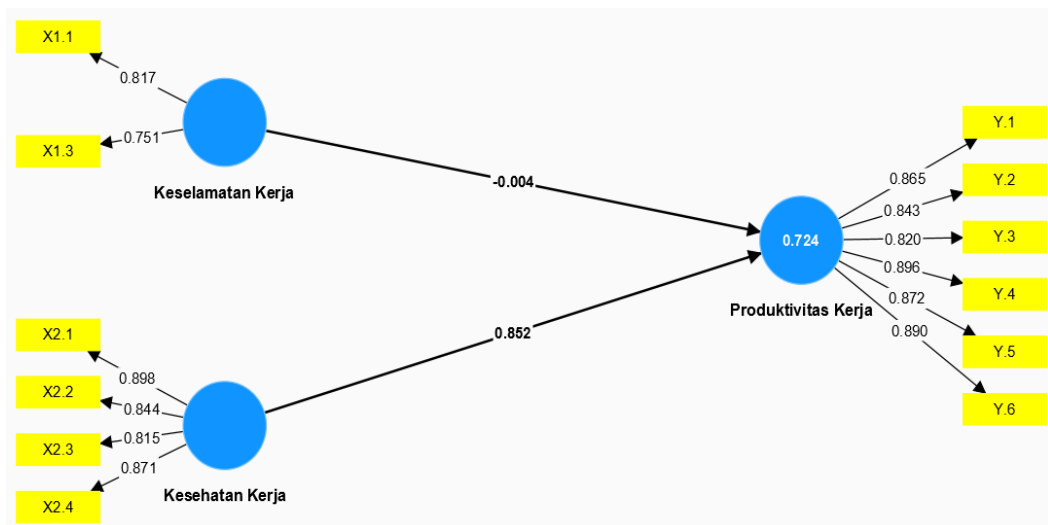 X1.1
0.817
X1.3
0.751
Keselamatan Kerja
-0.004
Y.1
0.865
Y.2
0.843
Y.3
0.820
0.724
Y.4
0.896
Y.5
0.872
Y.6
0.890
Produktivitas Kerja
0.852
X2.1
0.898
X2.2
0.844
X2.3
0.815
X2.4
0.871
Kesehatan Kerja